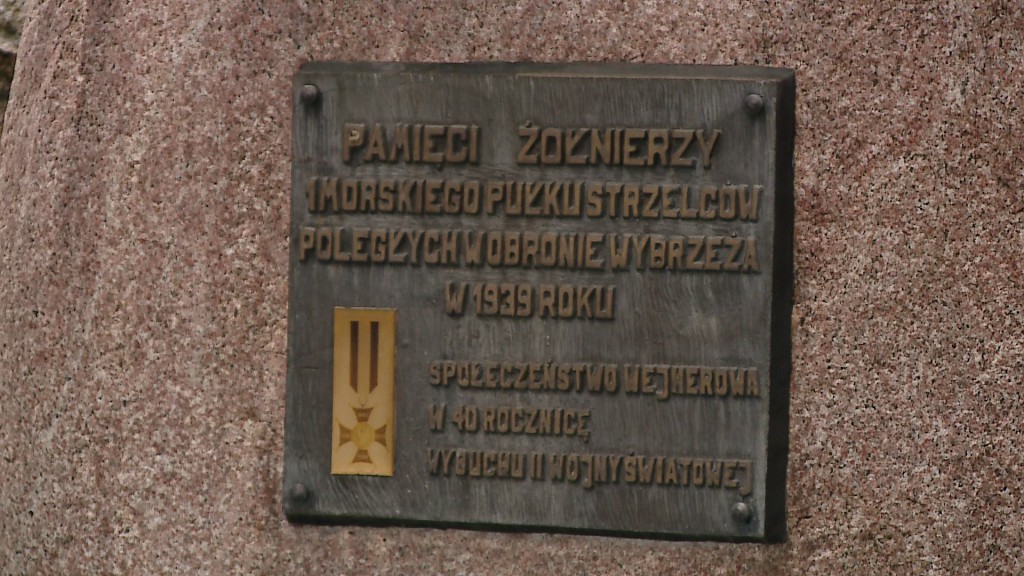 PAMIĘCI ŻOŁNIERZY
1 MORSKIEGO PUŁKU STRZELCÓW
POLEGŁYCH W OBRONIE WYBRZEŻA
W 1939 ROKU
SPOŁECZEŃSTWO WEJHEROWA
W 40 ROCZNICĘ
WYBUCHU II WOJNY ŚWIATOWEJ